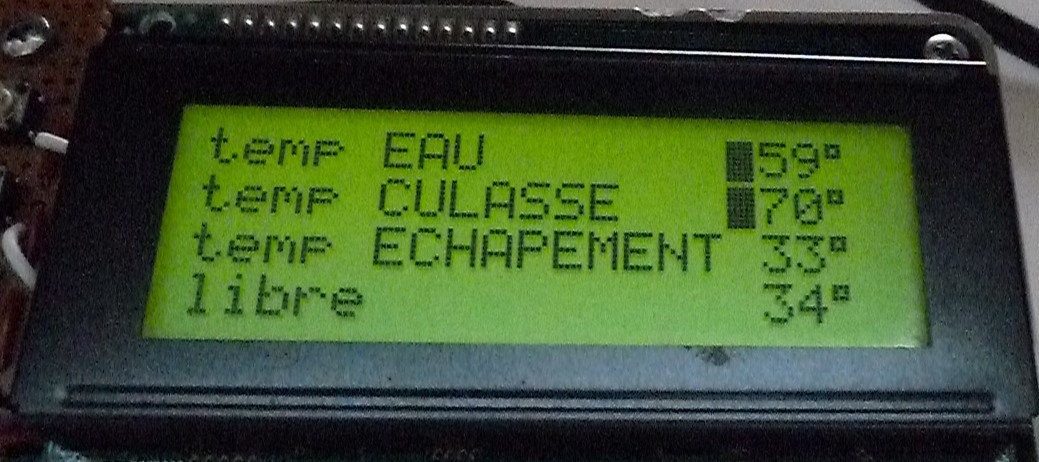 temp EAU █59°
temp CULASSE █70°
temp ECHAPEMENT 33°
libre 34°